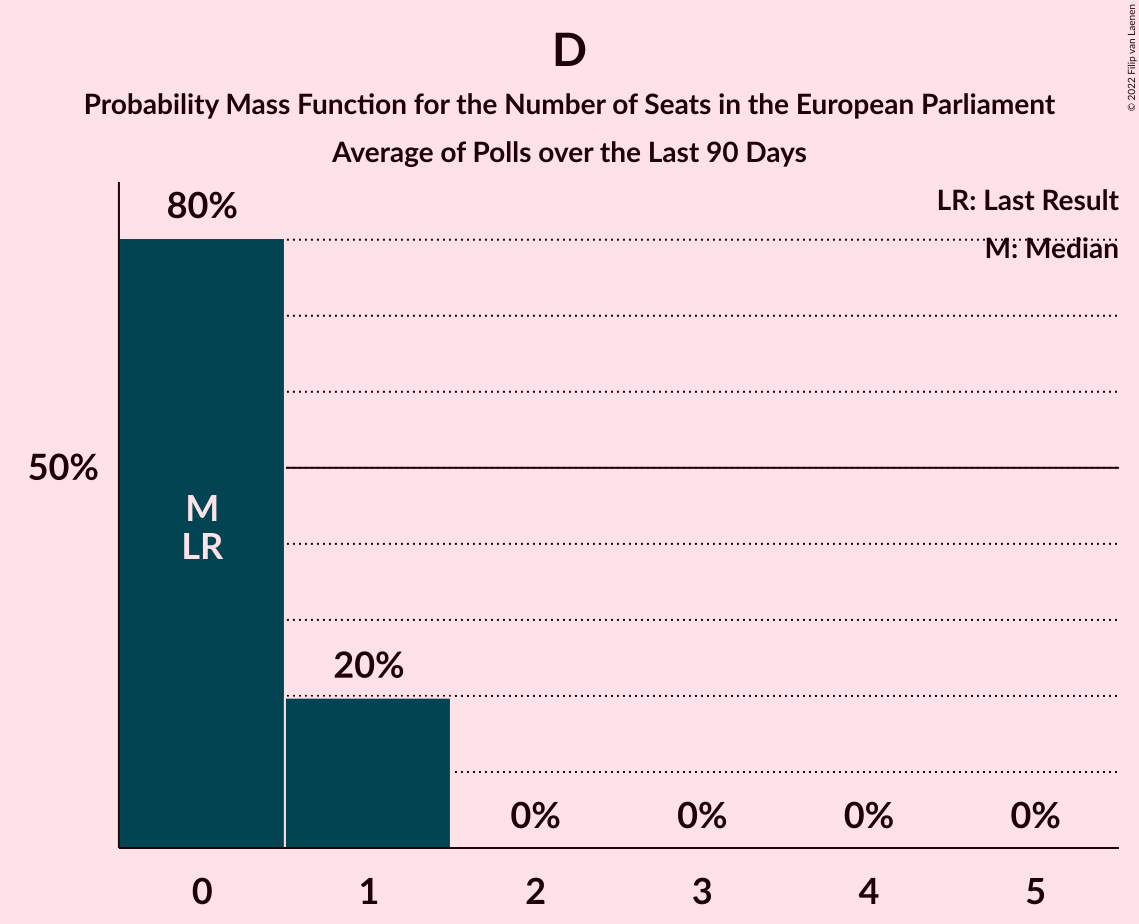 D
Probability Mass Function for the Number of Seats in the European Parliament
Average of Polls over the Last 90 Days
© 2022 Filip van Laenen
LR: Last Result
M: Median
80%
50%
M
LR
20%
0%
0%
0%
0%
0
1
2
3
4
5